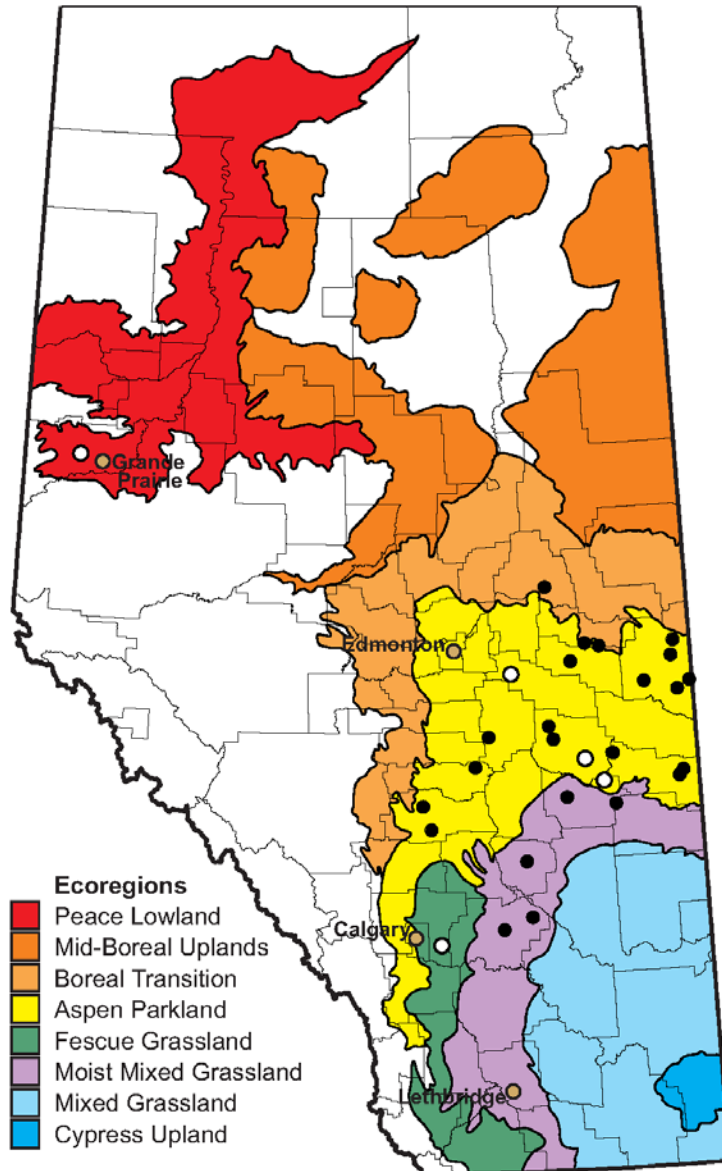 Grande
Prairie
Edmonton
Calgary
Lethbridge
Ecoregions
Peace Lowland
Mid-Boreal Uplands
Boreal Transition
Aspen Parkland
Fescue Grassland
Moist Mixed Grassland
Mixed Grassland
Cypress Upland